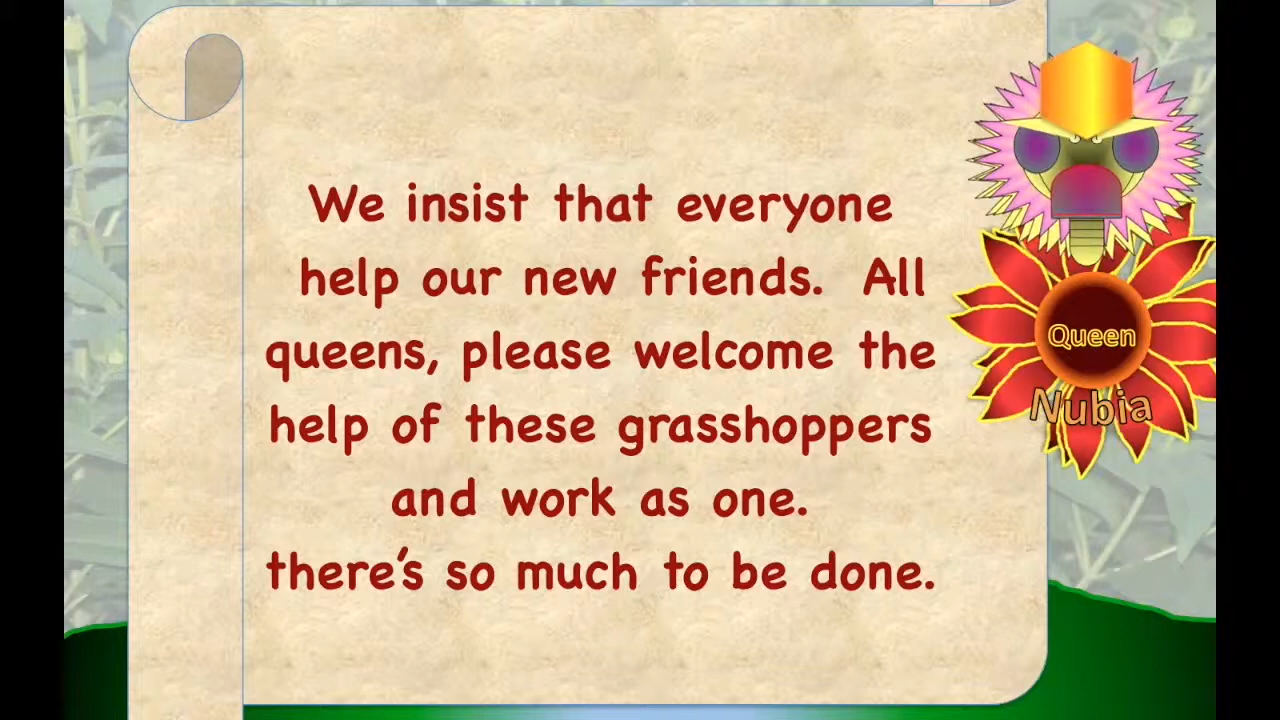 We insist that everyone
help our new friends.  All
queens, please welcome the
help of these grasshoppers
and work as one.
there's so much to be done.
Queen
Nubia